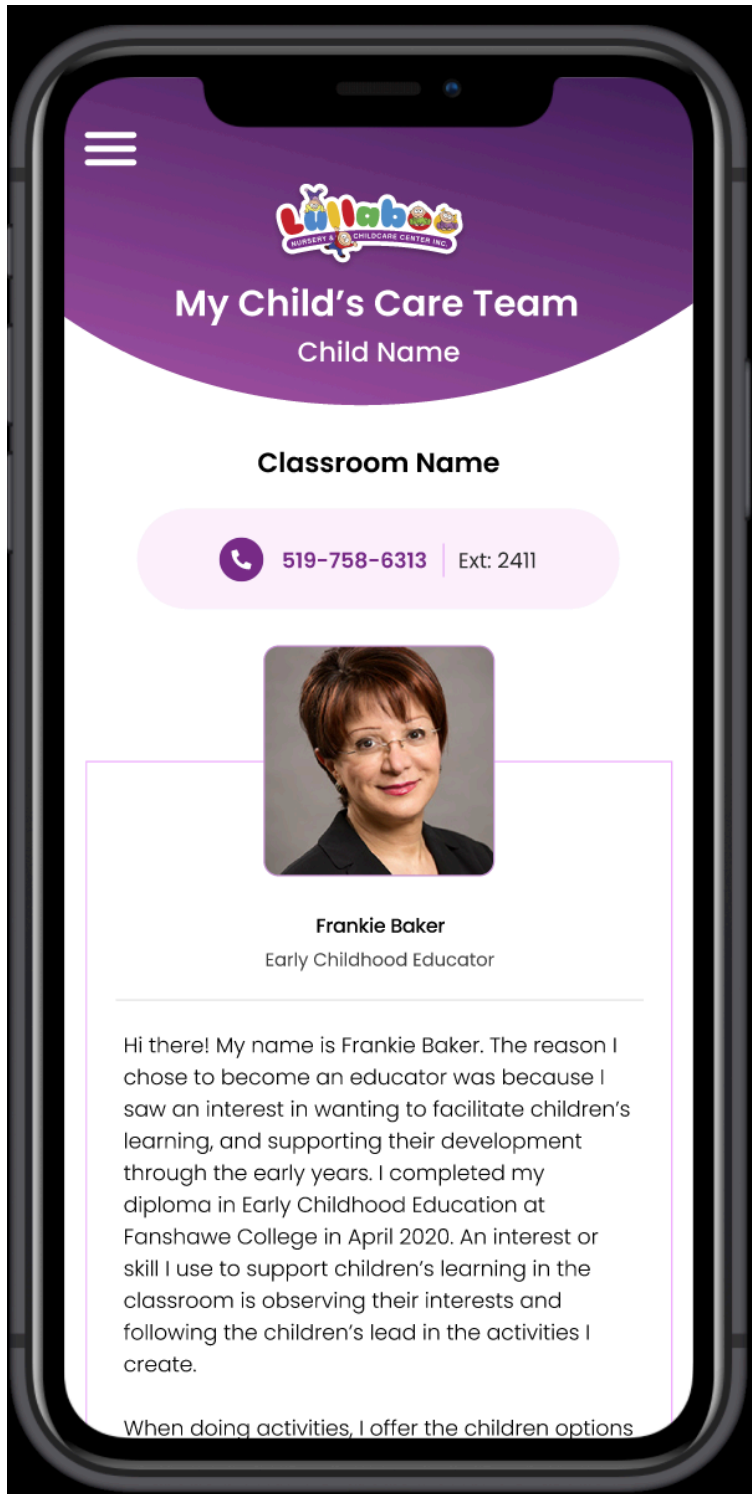 Lullaboo
NURSERY & CHILDCARE CENTER INC.
My Child’s Care Team
Child Name
Classroom Name
519-758-6313 Ext: 2411
Frankie Baker
Early Childhood Educator
Hi there! My name is Frankie Baker. The reason I
chose to become an educator was because I
saw an interest in wanting to facilitate children’s
learning, and supporting their development
through the early years. I completed my
diploma in Early Childhood Education at
Fanshawe College in April 2020. An interest or
skill I use to support children’s learning in the
classroom is observing their interests and
following the children’s lead in the activities I
create.
When doing activities, I offer the children options